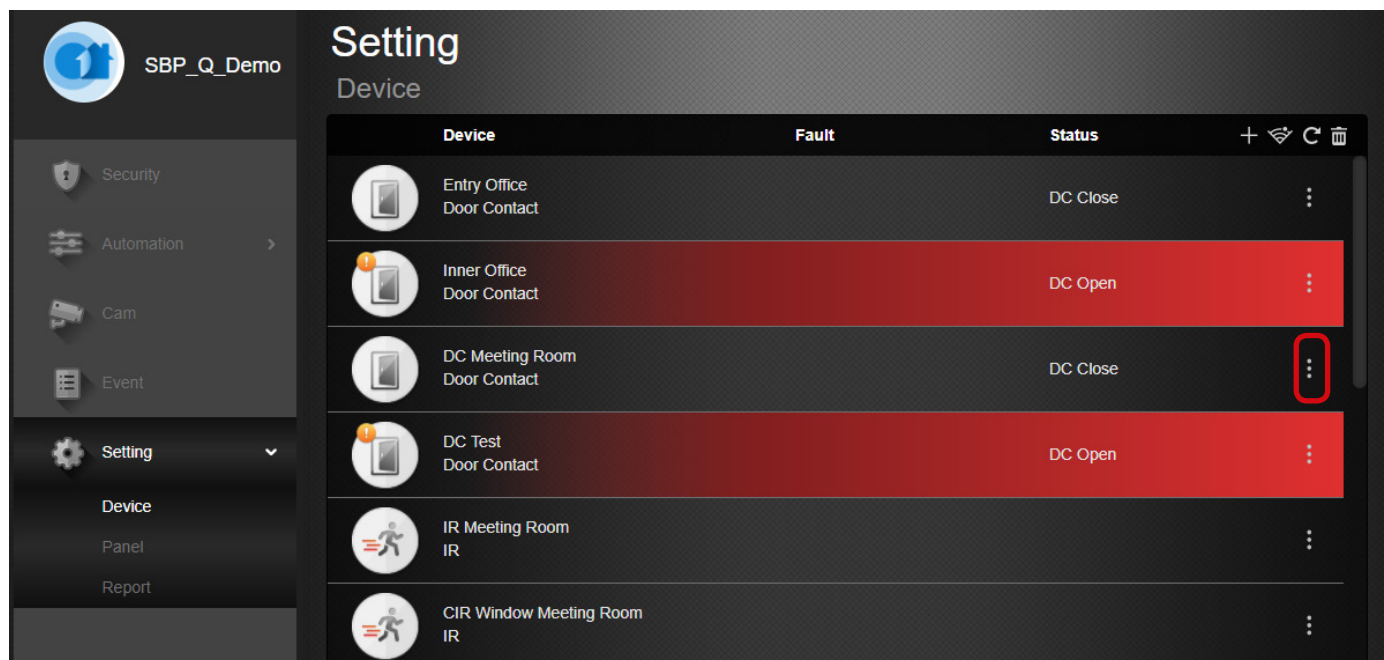 SBP_Q_Demo
Security
Automation
Cam
Event
Setting
Device
Panel
Report
Setting
Device
Device Fault Status
Entry Office
Door Contact
DC Close
Inner Office
Door Contact
DC Open
DC Meeting Room
Door Contact
DC Close
DC Test
Door Contact
DC Open
IR Meeting Room
IR
CIR Window Meeting Room
IR